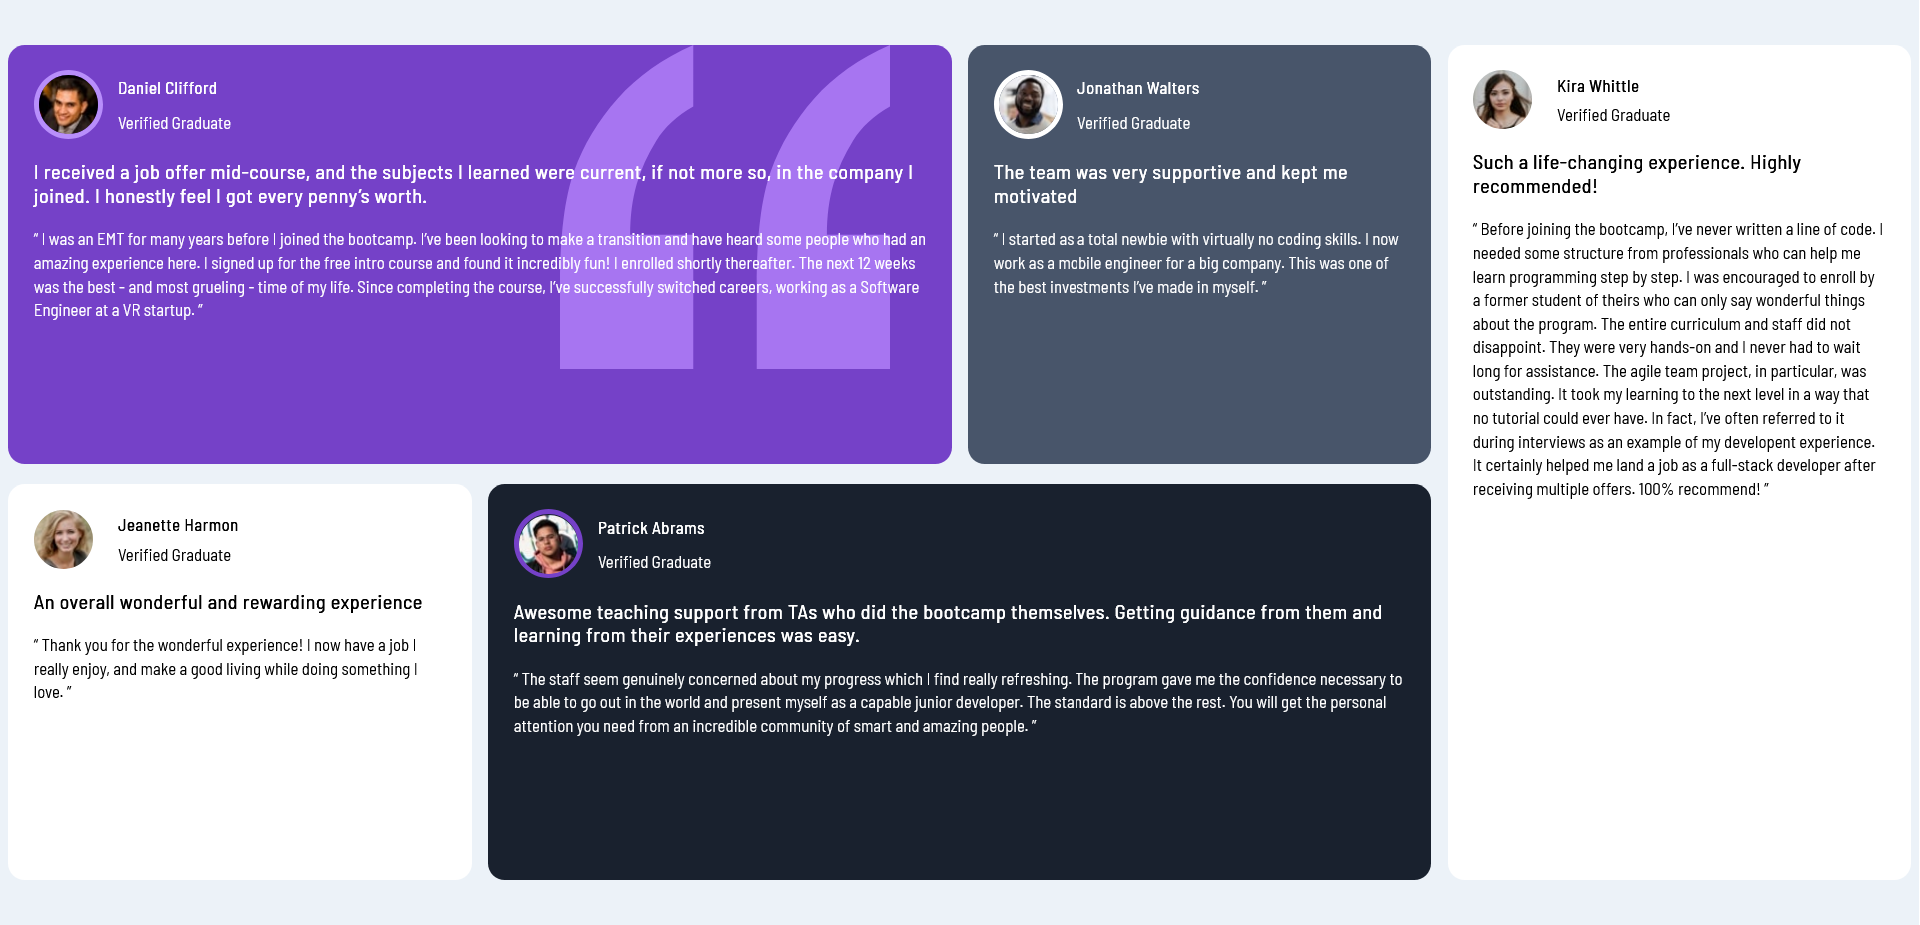 Daniel Clifford
Verified Graduate
I received a job offer mid-course, and the subjects I learned were current, if not more so, in the company I
joined. I honestly feel I got every penny’s worth.
“ I was an EMT for many years before I joined the bootcamp. I’ve been looking to make a transition and have heard some people who had an
amazing experience here. I signed up for the free intro course and found it incredibly fun! I enrolled shortly thereafter. The next 12 weeks
was the best - and most grueling - time of my life. Since completing the course, I’ve successfully switched careers, working as a Software
Engineer at a VR startup. ”
Jonathan Walters
Verified Graduate
The team was very supportive and kept me
motivated
“ I started as a total newbie with virtually no coding skills. I now
work as a mobile engineer for a big company. This was one of
the best investments I’ve made in myself. ”
Kira Whittle
Verified Graduate
Such a life-changing experience. Highly
recommended!
“ Before joining the bootcamp, I’ve never written a line of code. I
needed some structure from professionals who can help me
learn programming step by step. I was encouraged to enroll by
a former student of theirs who can only say wonderful things
about the program. The entire curriculum and staff did not
disappoint. They were very hands-on and I never had to wait
long for assistance. The agile team project, in particular, was
outstanding. It took my learning to the next level in a way that
no tutorial could ever have. In fact, I’ve often referred to it
during interviews as an example of my developent experience.
It certainly helped me land a job as a full-stack developer after
receiving multiple offers. 100% recommend! ”
Jeanette Harmon
Verified Graduate
An overall wonderful and rewarding experience
“ Thank you for the wonderful experience! I now have a job I
really enjoy, and make a good living while doing something I
love. ”
Patrick Abrams
Verified Graduate
Awesome teaching support from TAs who did the bootcamp themselves. Getting guidance from them and
learning from their experiences was easy.
“ The staff seem genuinely concerned about my progress which I find really refreshing. The program gave me the confidence necessary to
be able to go out in the world and present myself as a capable junior developer. The standard is above the rest. You will get the personal
attention you need from an incredible community of smart and amazing people. ”